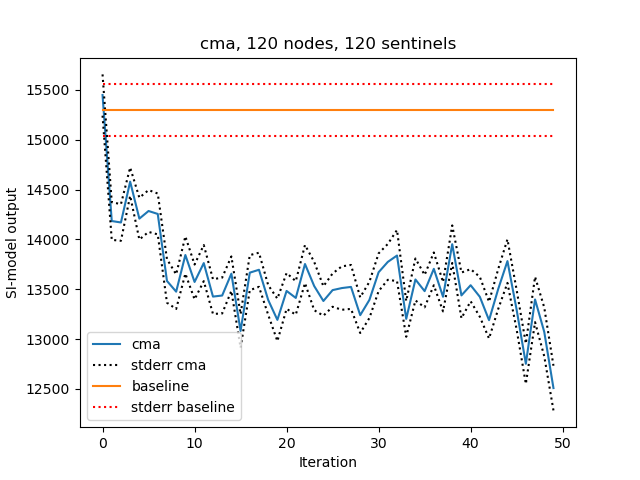 cma, 120 nodes, 120 sentinels
15500
15000
14500
14000
13500
13000
12500
SI-model output
cma
stderr cma
baseline
stderr baseline
0 10 20 30 40 50
Iteration